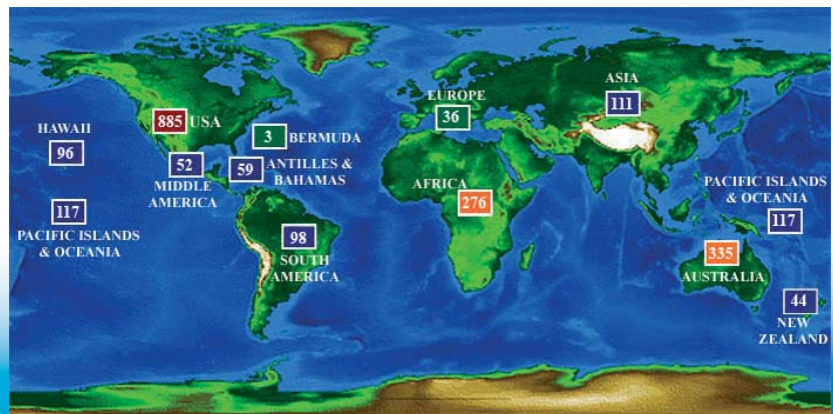 ASIA
111
EUROPE
36
885 USA
HAWAII
96
3 BERMUDA
52
MIDDLE
AMERICA
59
ANTILLES &
BAHAMAS
AFRICA
276
PACIFIC ISLANDS
& OCEANIA
117
117
PACIFIC ISLANDS
& OCEANIA
98
SOUTH
AMERICA
335
AUSTRALIA
44
NEW
ZEALAND